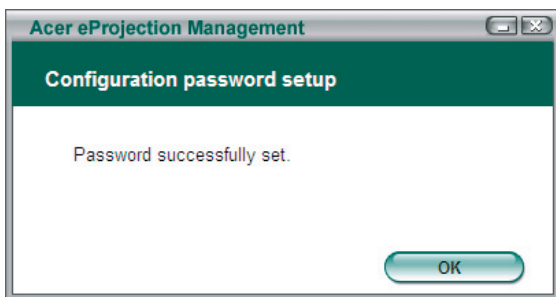 Acer eProjection Management
Configuration password setup
Password successfully set.
OK